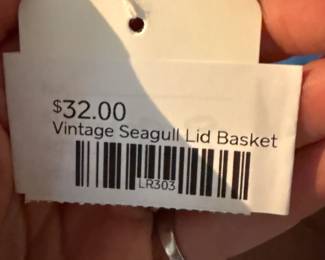 $32.00
Vintage Seagull Lid Basket
LR303